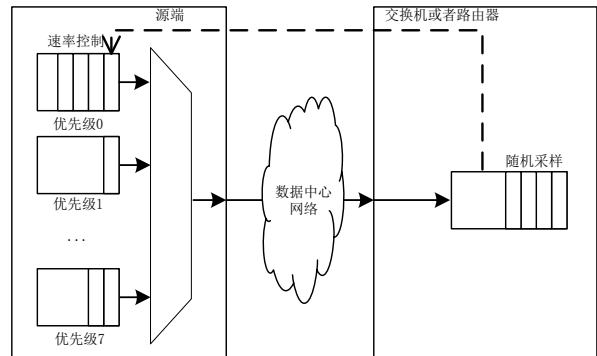 源端
交换机或者路由器
速率控制
优先级0
随机采样
优先级1
数据中心
网络
...
优先级7